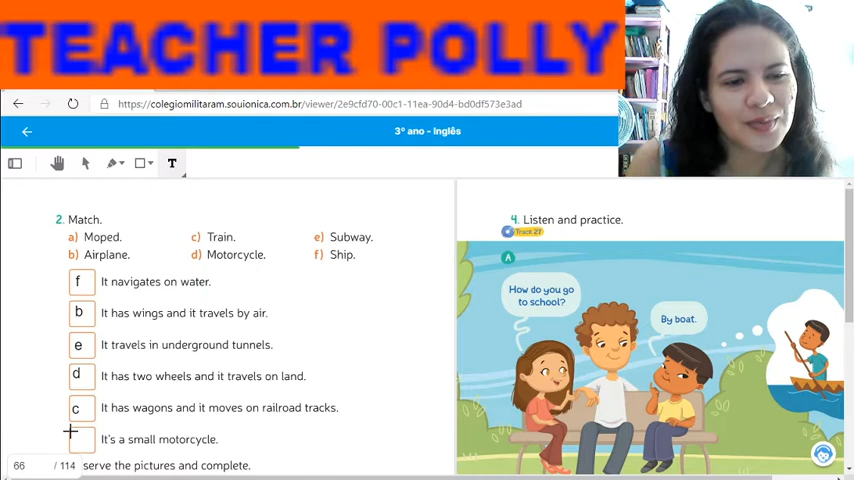 TEACHER POLLY
https://colegiomilitaram.souionica.com.br/viewer/2e9cfd70-00c1-11ea-90d4-bd0df573e3ad
3º ano - Inglês
T
2. Match.
a) Moped. c) Train. e) Subway.
b) Airplane. d) Motorcycle. f) Ship.
f It navigates on water.
b It has wings and it travels by air.
e It travels in underground tunnels.
d It has two wheels and it travels on land.
c It has wagons and it moves on railroad tracks.
It's a small motorcycle.
66 / 114 serve the pictures and complete.
4. Listen and practice.
Track 27
A
How do you go
to school?
By boat.